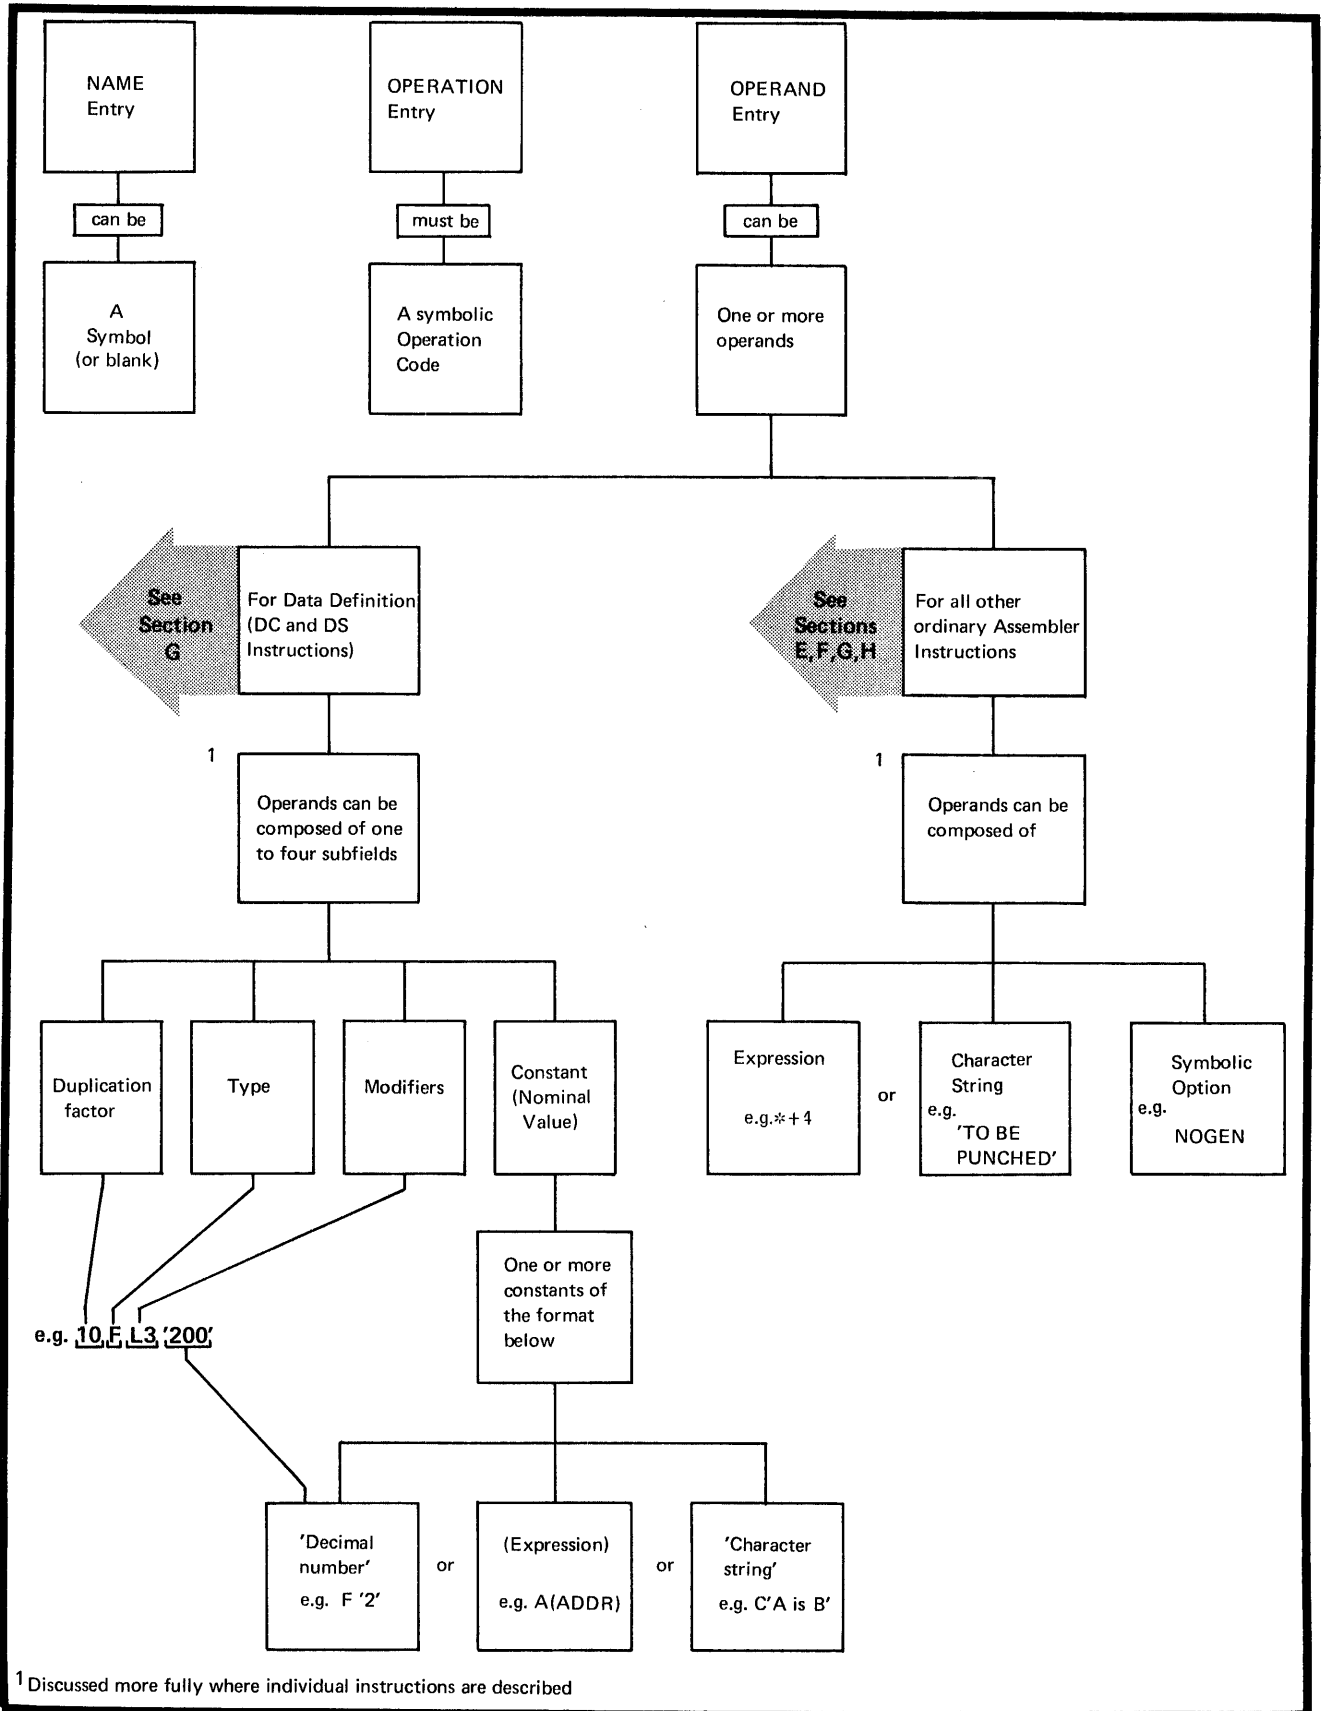 NAME
Entry
OPERATION
Entry
OPERAND
Entry
can be
must be
can be
A
Symbol
(or blank)
A symbolic
Operation
Code
One or more
operands
See
Section
G
For Data Definition
(DC and DS
Instructions)
See
Sections
E,F,G,H
For all other
ordinary Assembler
Instructions
1
Operands can be
composed of one
to four subfields
1
Operands can be
composed of
Duplication
factor
Type
Modifiers
Constant
(Nominal
Value)
Expression
e.g.*+4
or
Character
String
e.g.
'TO BE
PUNCHED'
Symbolic
Option
e.g.
NOGEN
One or more
constants of
the format
below
e.g. 10 F L3 '200'
'Decimal
number'
e.g. F '2'
or
(Expression)
e.g. A(ADDR)
or
'Character
string'
e.g. C'A is B'
1 Discussed more fully where individual instructions are described